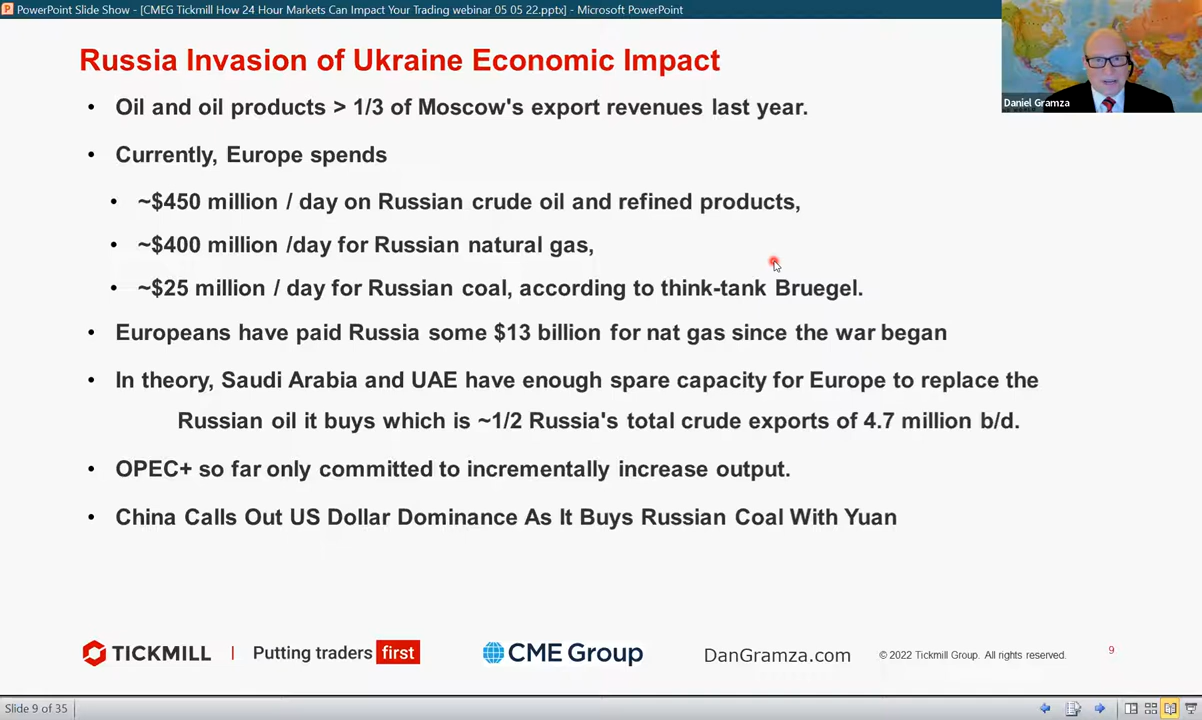 PowerPoint Slide Show - [CMEG Tickmill How 24 Hour Markets Can Impact Your Trading webinar 05 05 22.pptx] - Microsoft PowerPoint
Russia Invasion of Ukraine Economic Impact
Daniel Gramza
• Oil and oil products > 1/3 of Moscow's export revenues last year.
• Currently, Europe spends
• ~$450 million / day on Russian crude oil and refined products,
• ~$400 million /day for Russian natural gas,
• ~$25 million / day for Russian coal, according to think-tank Bruegel.
• Europeans have paid Russia some $13 billion for nat gas since the war began
• In theory, Saudi Arabia and UAE have enough spare capacity for Europe to replace the
Russian oil it buys which is ~1/2 Russia's total crude exports of 4.7 million b/d.
• OPEC+ so far only committed to incrementally increase output.
• China Calls Out US Dollar Dominance As It Buys Russian Coal With Yuan
TICKMILL | Putting traders first CME Group DanGramza.com © 2022 Tickmill Group. All rights reserved. 9
Slide 9 of 35